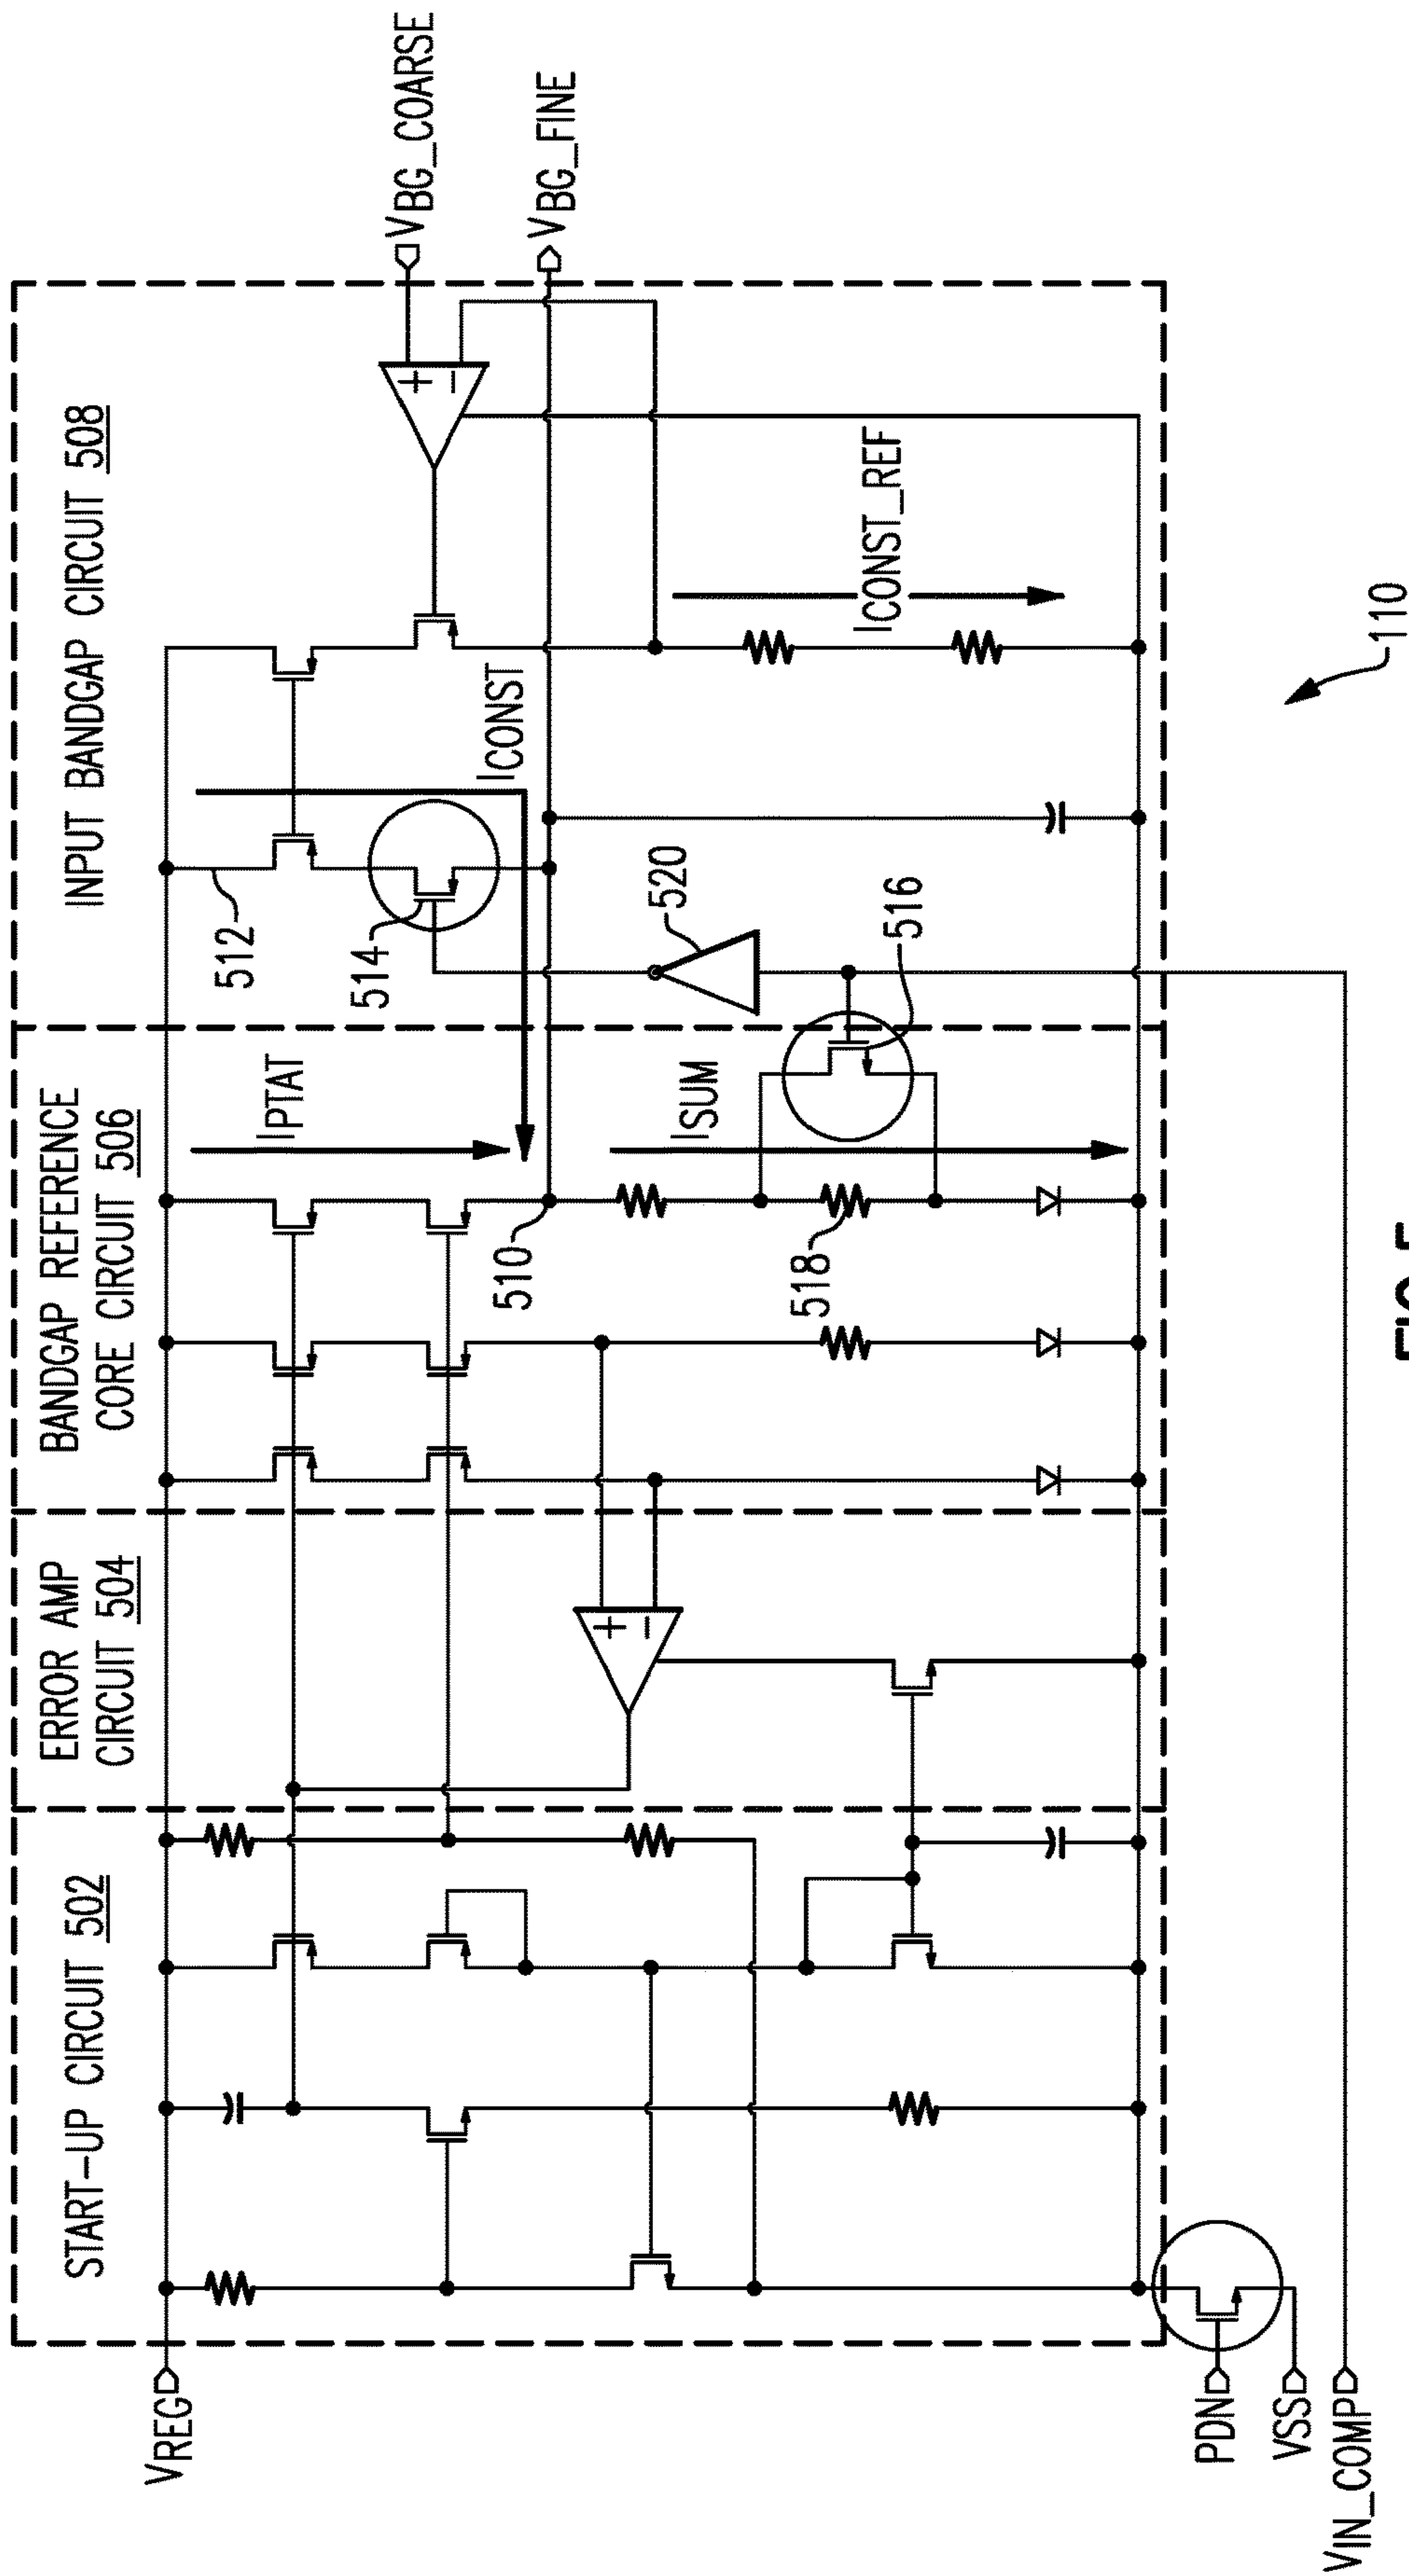 START-UP CIRCUIT 502
ERROR AMP
CIRCUIT 504
BANDGAP REFERENCE
CORE CIRCUIT 506
INPUT BANDGAP CIRCUIT 508
VREG
VBG_COARSE
VBG_FINE
512
514
IPTAT
ICONST
510
+
−
+
−
520
516
518
ISUM
ICONST_REF
PDN
VSS
VIN_COMP
110